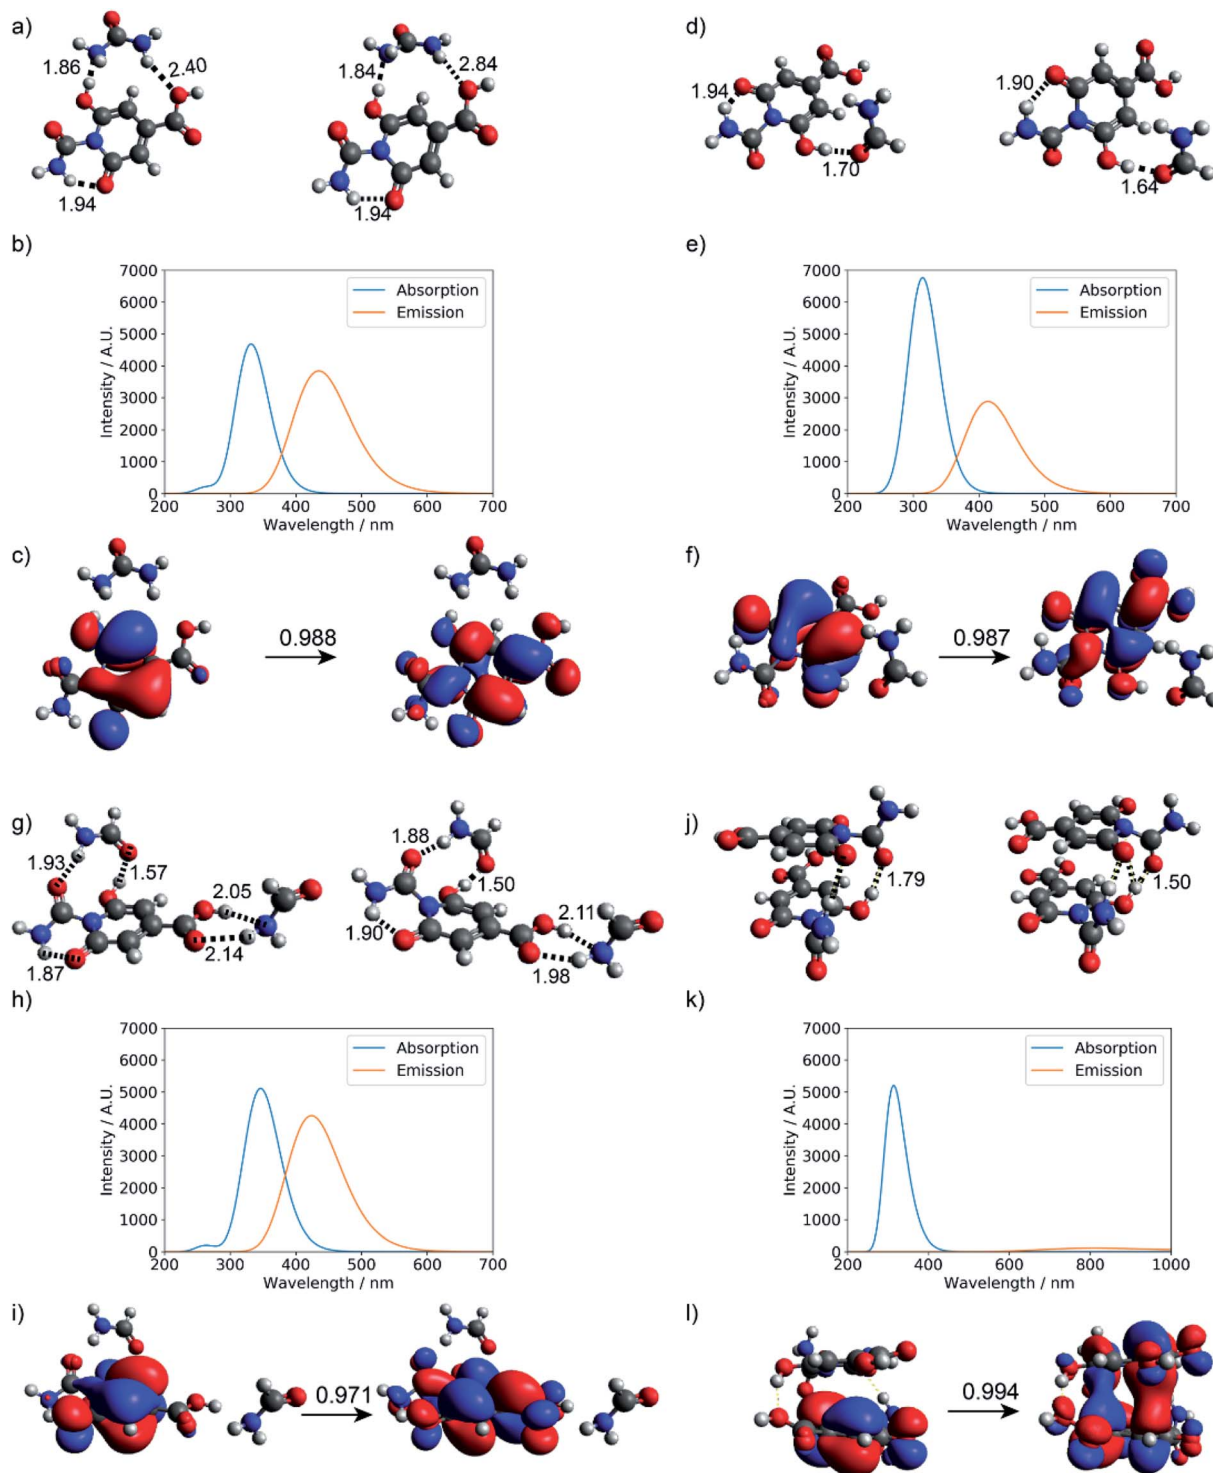 a)
1.86
2.40
1.94
1.84
2.84
1.94
d)
1.94
1.70
1.90
1.64
b)
7000
6000
5000
4000
3000
2000
1000
0
Intensity / A.U.
Absorption
Emission
200 300 400 500 600 700
Wavelength / nm
e)
7000
6000
5000
4000
3000
2000
1000
0
Intensity / A.U.
Absorption
Emission
200 300 400 500 600 700
Wavelength / nm
c)
0.988
f)
0.987
g)
1.93
1.57
2.05
2.14
1.87
1.88
1.50
2.11
1.90
1.98
j)
1.79
1.50
h)
7000
6000
5000
4000
3000
2000
1000
0
Intensity / A.U.
Absorption
Emission
200 300 400 500 600 700
Wavelength / nm
k)
7000
6000
5000
4000
3000
2000
1000
0
Intensity / A.U.
Absorption
Emission
200 400 600 800 1000
Wavelength / nm
i)
0.971
l)
0.994